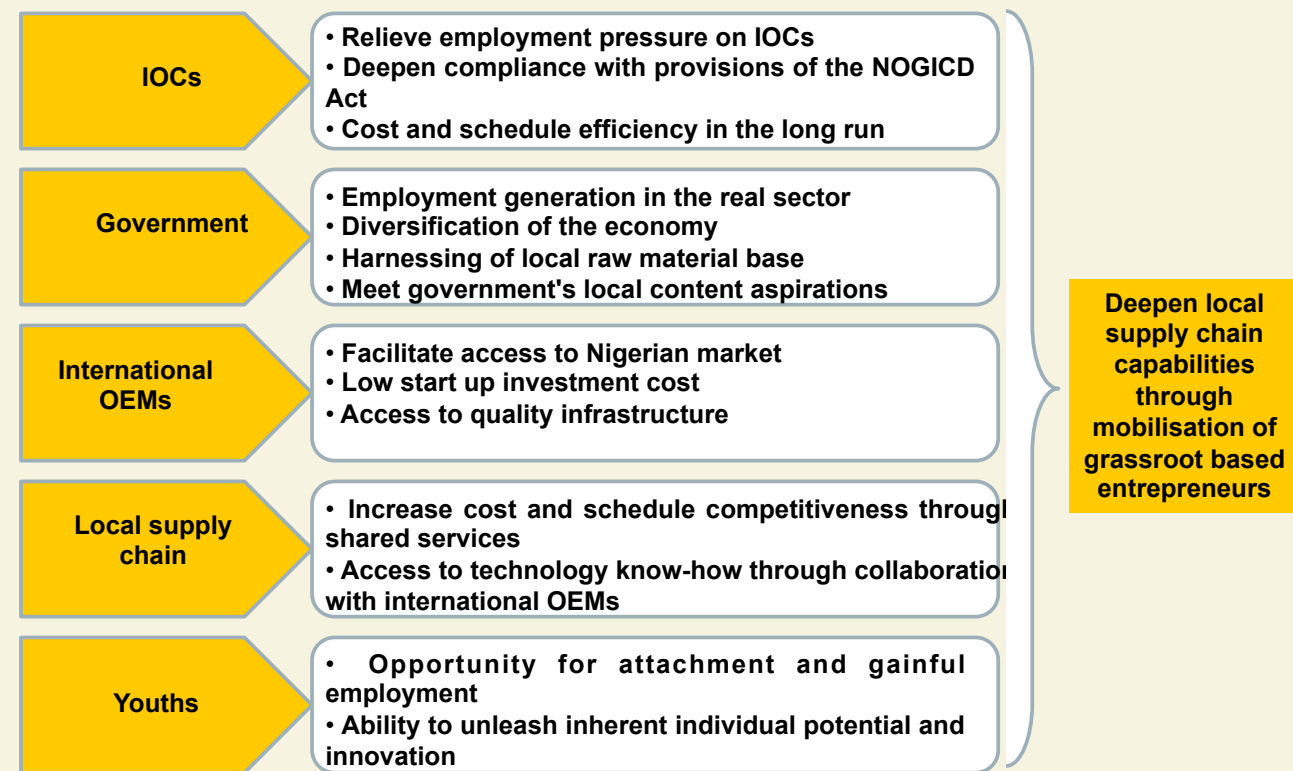 IOCs
• Relieve employment pressure on IOCs
• Deepen compliance with provisions of the NOGICD
Act
• Cost and schedule efficiency in the long run
Government
• Employment generation in the real sector
• Diversification of the economy
• Harnessing of local raw material base
• Meet government's local content aspirations
International
OEMs
• Facilitate access to Nigerian market
• Low start up investment cost
• Access to quality infrastructure
Local supply
chain
• Increase cost and schedule competitiveness through
shared services
• Access to technology know-how through collaboration
with international OEMs
Youths
• Opportunity for attachment and gainful
employment
• Ability to unleash inherent individual potential and
innovation
Deepen local
supply chain
capabilities
through
mobilisation of
grassroot based
entrepreneurs